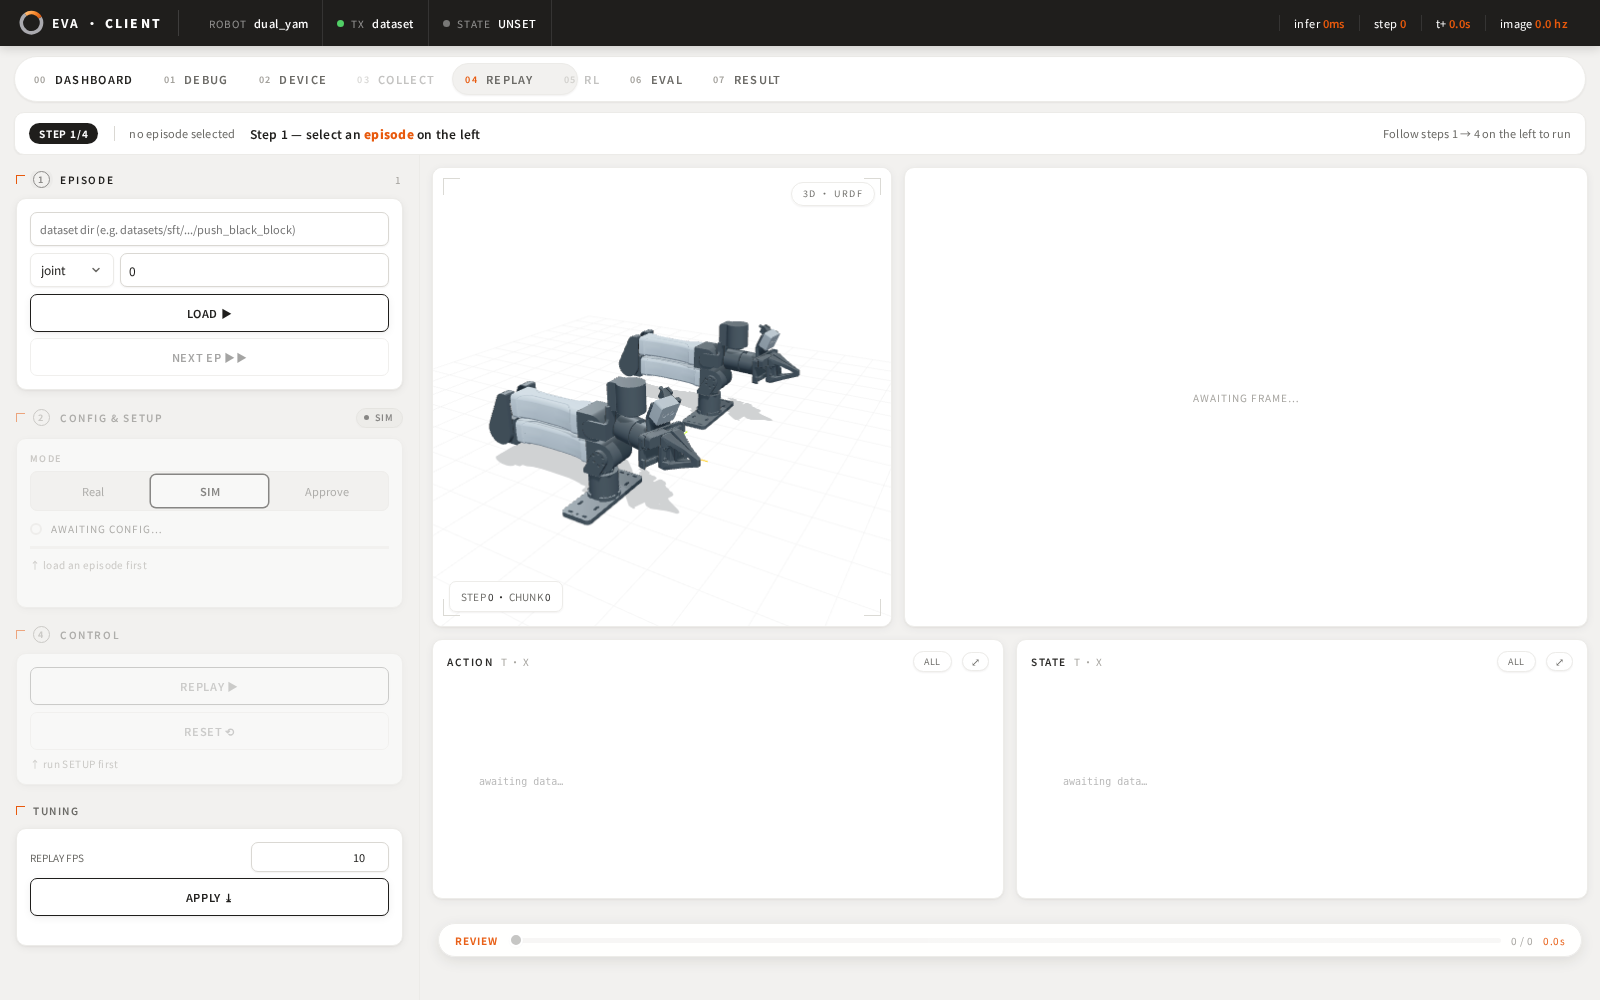 EVA • CLIENT ROBOT dual_yam TX dataset STATE UNSET infer 0ms step 0 t+ 0.0s image 0.0 hz
00 DASHBOARD 01 DEBUG 02 DEVICE 03 COLLECT 04 REPLAY 05 RL 06 EVAL 07 RESULT
STEP 1/4 no episode selected Step 1 — select an episode on the left Follow steps 1 → 4 on the left to run
1 EPISODE 1
dataset dir (e.g. datasets/sft/.../push_black_block)
joint 0
LOAD ▶
NEXT EP ▶▶
2 CONFIG & SETUP • SIM
MODE
Real SIM Approve
AWAITING CONFIG...
↑ load an episode first
4 CONTROL
REPLAY ▶
RESET ⟲
↑ run SETUP first
TUNING
REPLAY FPS 10
APPLY ⤓
3D • URDF
STEP 0 • CHUNK 0
AWAITING FRAME...
ACTION T • X ALL ⤢
awaiting data…
STATE T • X ALL ⤢
awaiting data…
REVIEW 0 / 0 0.0s